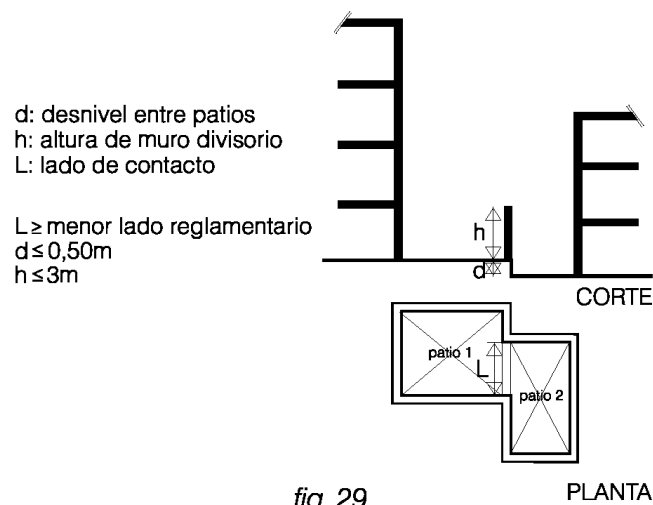 d: desnivel entre patios
h: altura de muro divisorio
L: lado de contacto
L ≥ menor lado reglamentario
d ≤ 0,50m
h ≤ 3m
h
d
CORTE
patio 1
L
patio 2
PLANTA
fig. 29